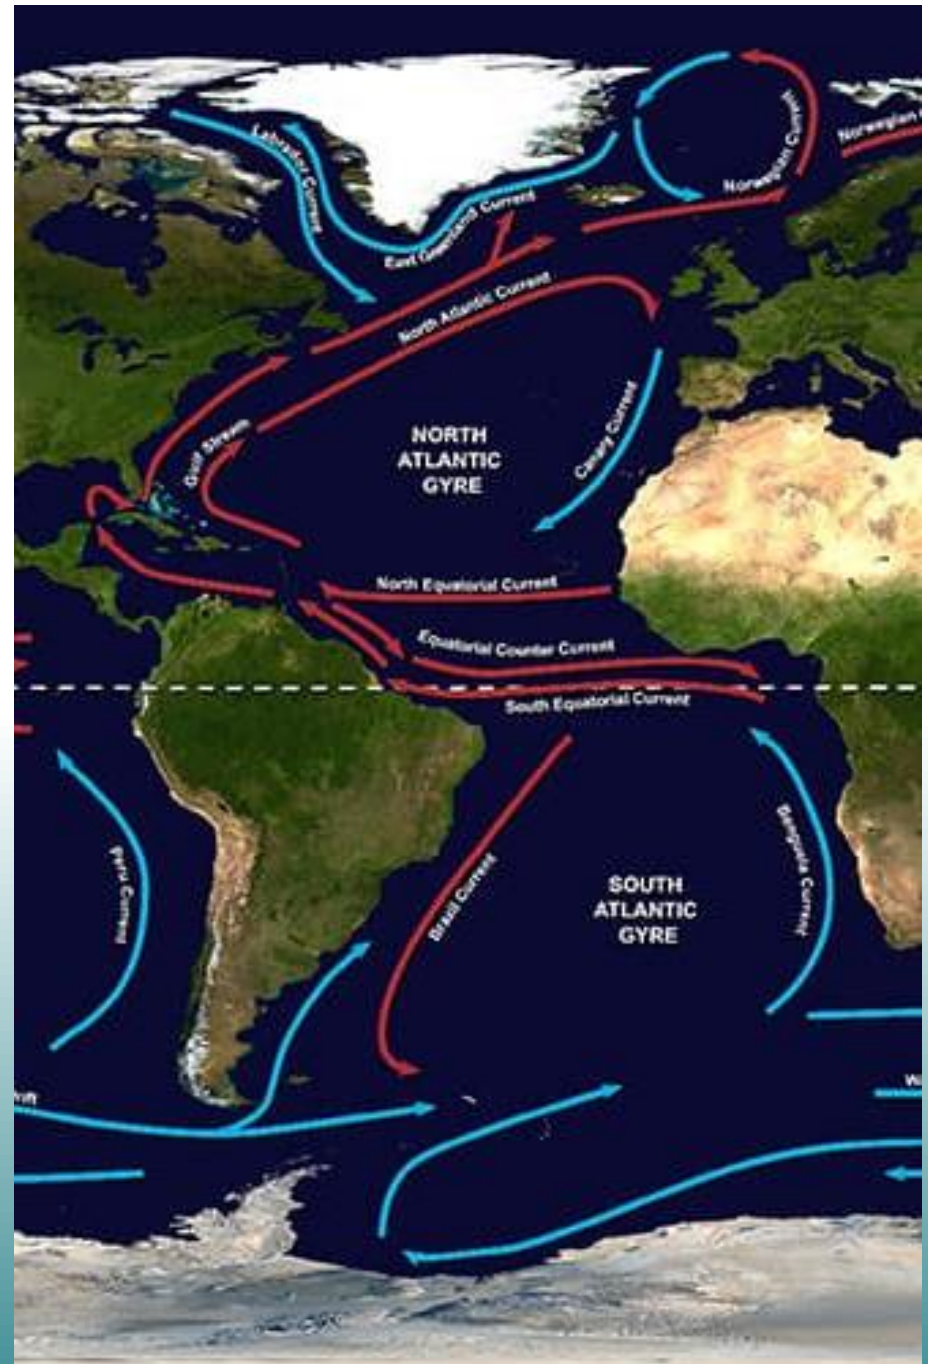 Labrador Current
East Greenland Current
Norwegian Current
Norwegian
North Atlantic Current
Gulf Stream
Canary Current
NORTH
ATLANTIC
GYRE
North Equatorial Current
Equatorial Counter Current
South Equatorial Current
Peru Current
Brazil Current
Benguela Current
SOUTH
ATLANTIC
GYRE